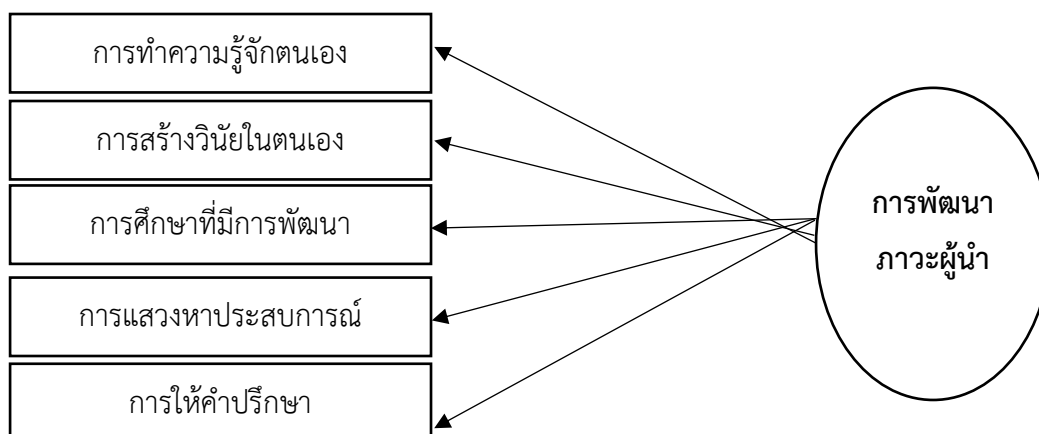 การทำความรู้จักตนเอง
การสร้างวินัยในตนเอง
การศึกษาที่มีการพัฒนา
การแสวงหาประสบการณ์
การให้คำปรึกษา
การพัฒนา
ภาวะผู้นำ